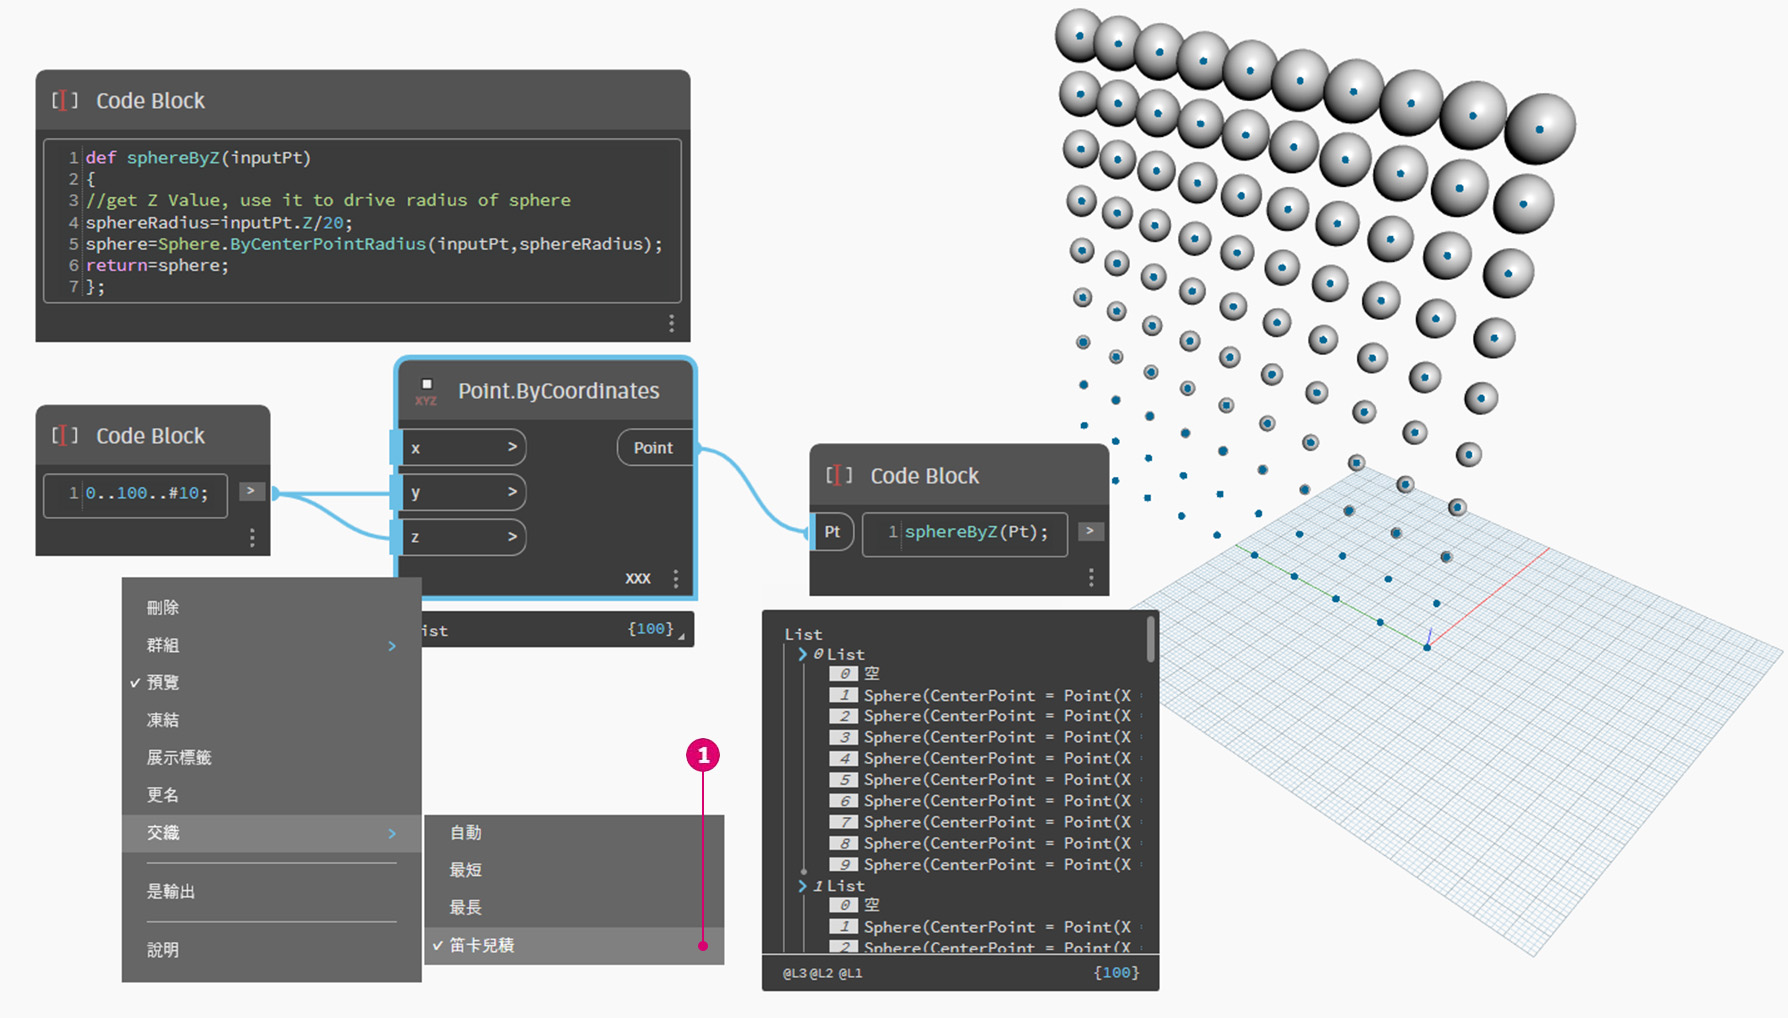 Code Block
1 def sphereByZ(inputPt)
2 {
3 //get Z Value, use it to drive radius of sphere
4 sphereRadius=inputPt.Z/20;
5 sphere=Sphere.ByCenterPointRadius(inputPt,sphereRadius);
6 return=sphere;
7 };
Code Block
1 0..100..#10;
>
XYZ
Point.ByCoordinates
x >
Point
y >
z >
XXX
ist
{100}
Code Block
Pt
1 sphereByZ(Pt);
>
刪除
群組 >
✓ 預覽
凍結
展示標籤
更名
交織 >
是輸出
說明
自動
最短
最長
✓ 笛卡兒積
1
List
0 List
0 空
1 Sphere(CenterPoint = Point(X
2 Sphere(CenterPoint = Point(X
3 Sphere(CenterPoint = Point(X
4 Sphere(CenterPoint = Point(X
5 Sphere(CenterPoint = Point(X
6 Sphere(CenterPoint = Point(X
7 Sphere(CenterPoint = Point(X
8 Sphere(CenterPoint = Point(X
9 Sphere(CenterPoint = Point(X
1 List
0 空
1 Sphere(CenterPoint = Point(X
2 Sphere(CenterPoint = Point(X
@L3 @L2 @L1
{100}